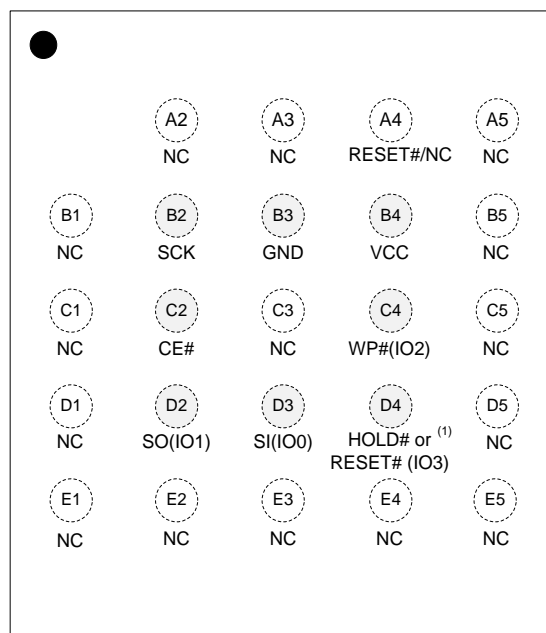 A2 A3 A4 A5
NC NC RESET#/NC NC
B1 B2 B3 B4 B5
NC SCK GND VCC NC
C1 C2 C3 C4 C5
NC CE# NC WP#(IO2) NC
D1 D2 D3 D4 D5
NC SO(IO1) SI(IO0) HOLD# or (1) NC
RESET# (IO3)
E1 E2 E3 E4 E5
NC NC NC NC NC